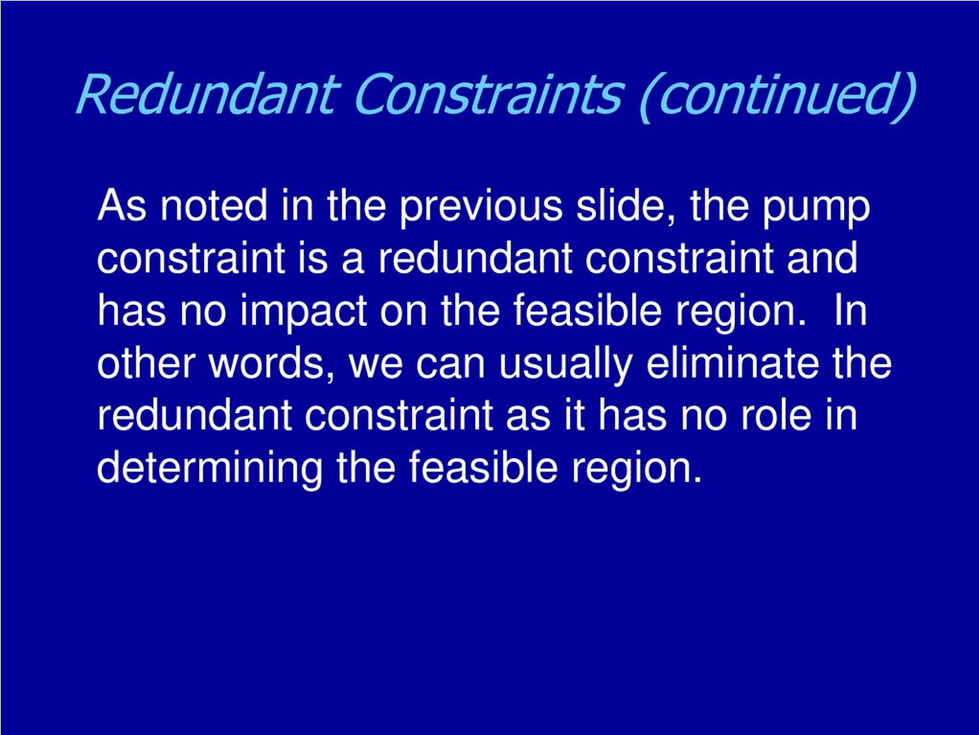 Redundant Constraints (continued)
As noted in the previous slide, the pump
constraint is a redundant constraint and
has no impact on the feasible region.  In
other words, we can usually eliminate the
redundant constraint as it has no role in
determining the feasible region.